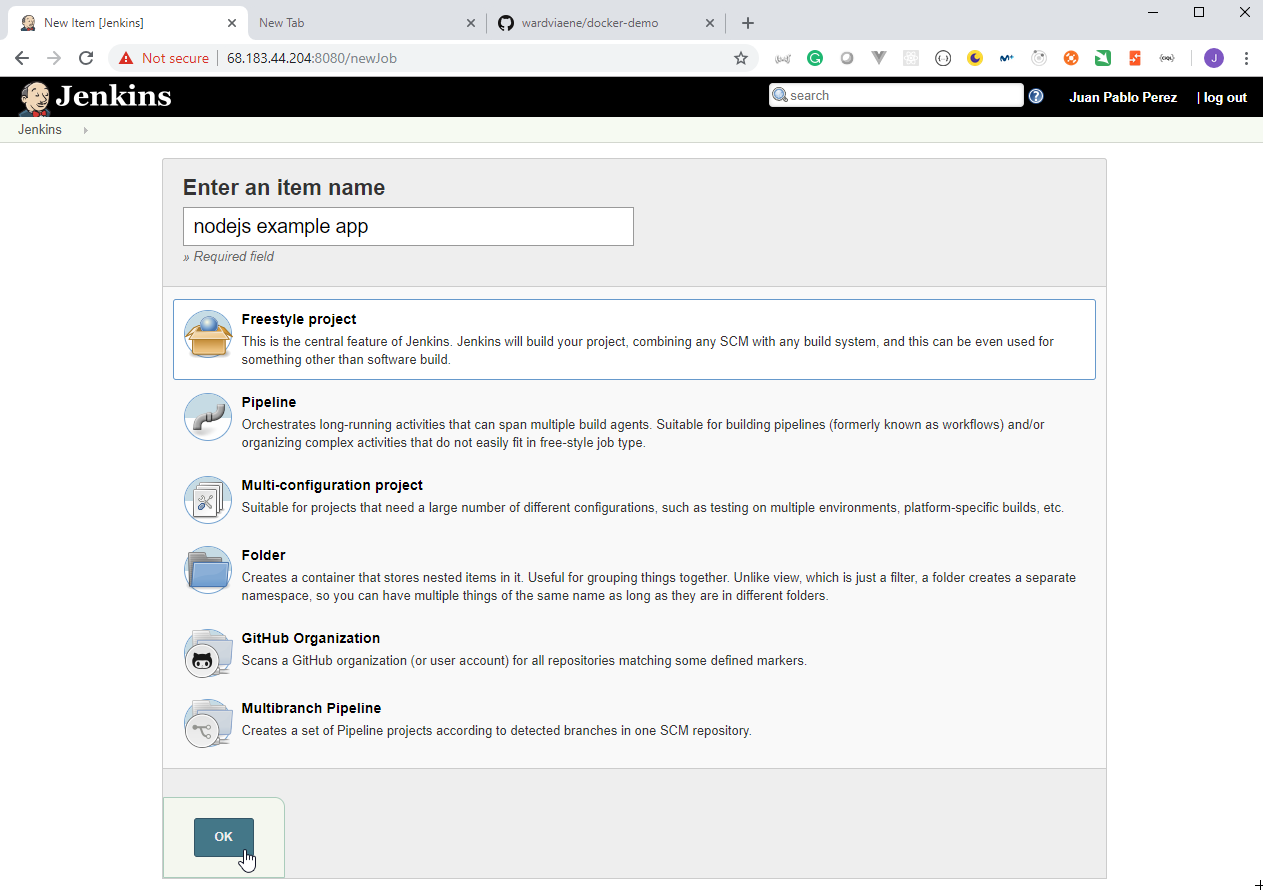 New Item [Jenkins]
New Tab
wardviaene/docker-demo
Not secure
68.183.44.204:8080/newJob
J
Jenkins
search
Juan Pablo Perez
| log out
Jenkins
Enter an item name
nodejs example app
» Required field
Freestyle project
This is the central feature of Jenkins. Jenkins will build your project, combining any SCM with any build system, and this can be even used for
something other than software build.
Pipeline
Orchestrates long-running activities that can span multiple build agents. Suitable for building pipelines (formerly known as workflows) and/or
organizing complex activities that do not easily fit in free-style job type.
Multi-configuration project
Suitable for projects that need a large number of different configurations, such as testing on multiple environments, platform-specific builds, etc.
Folder
Creates a container that stores nested items in it. Useful for grouping things together. Unlike view, which is just a filter, a folder creates a separate
namespace, so you can have multiple things of the same name as long as they are in different folders.
GitHub Organization
Scans a GitHub organization (or user account) for all repositories matching some defined markers.
Multibranch Pipeline
Creates a set of Pipeline projects according to detected branches in one SCM repository.
OK